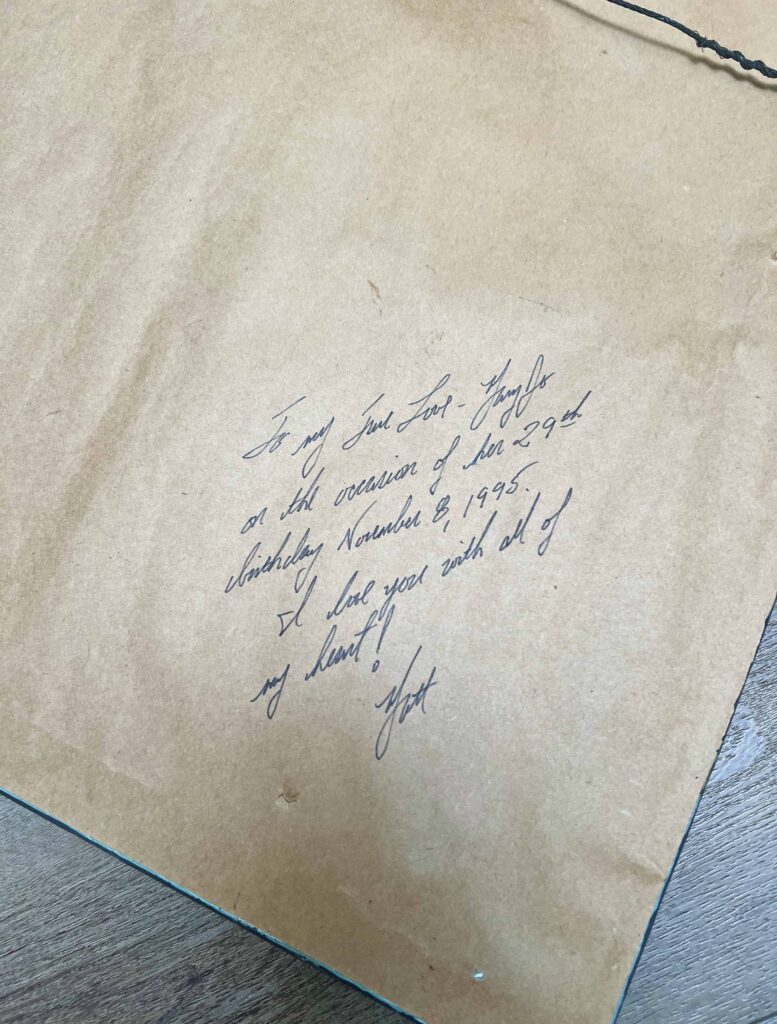 To my True Love - Mary Jo
on the occasion of her 29th
birthday November 8, 1995.
I love you with all of
my heart!
Matt